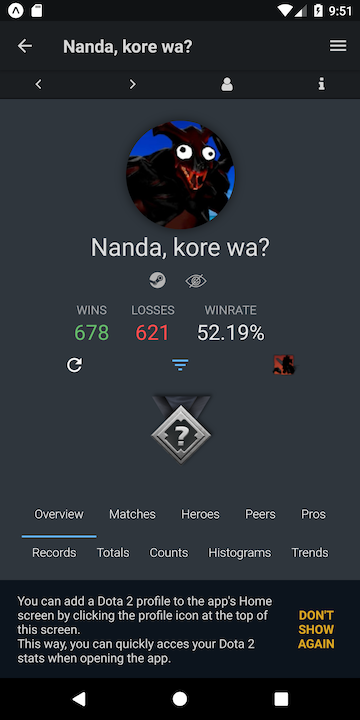 9:51
Nanda, kore wa?
Nanda, kore wa?
WINS LOSSES WINRATE
678 621 52.19%
?
Overview Matches Heroes Peers Pros
Records Totals Counts Histograms Trends
You can add a Dota 2 profile to the app's Home
screen by clicking the profile icon at the top of
this screen.
This way, you can quickly acces your Dota 2
stats when opening the app.
DON'T
SHOW
AGAIN